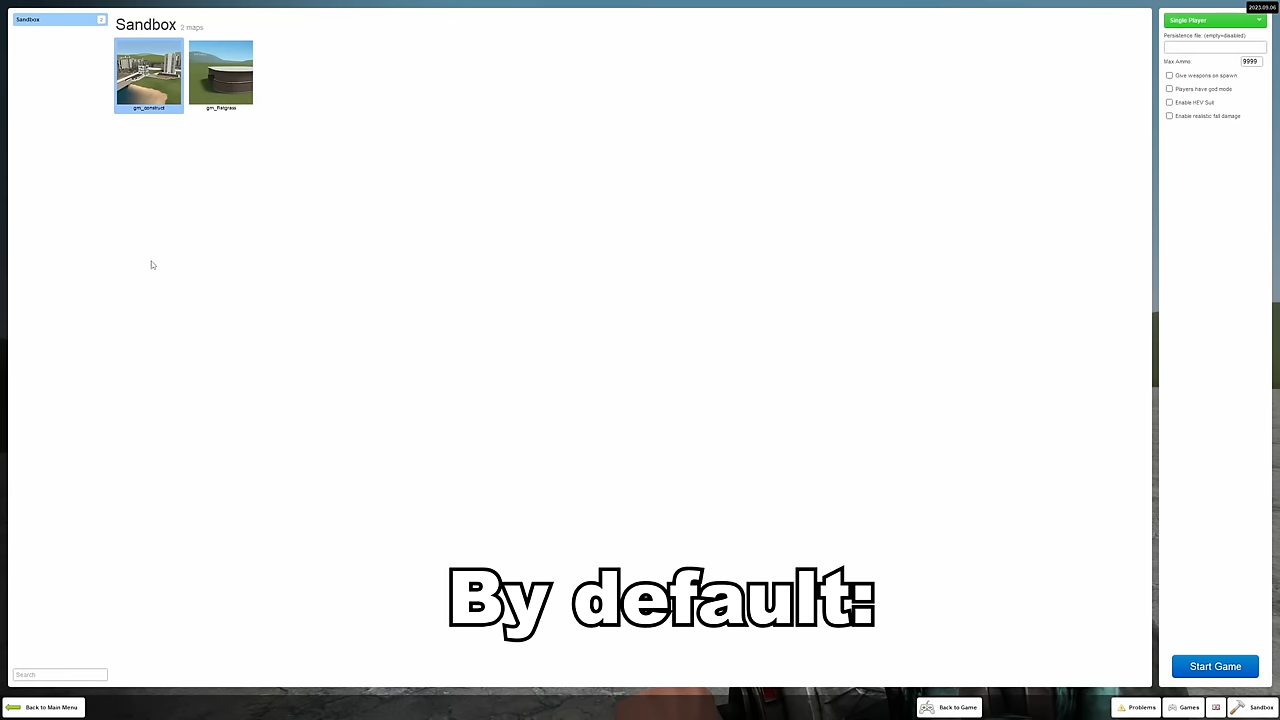 2023.09.06
Sandbox 2
Sandbox 2 maps
gm_construct
gm_flatgrass
Single Player
Persistence file: (empty=disabled)
Max Ammo: 9999
Give weapons on spawn
Players have god mode
Enable HEV Suit
Enable realistic fall damage
By default:
Search
Start Game
Back to Main Menu
Back to Game
Problems
Games
Sandbox